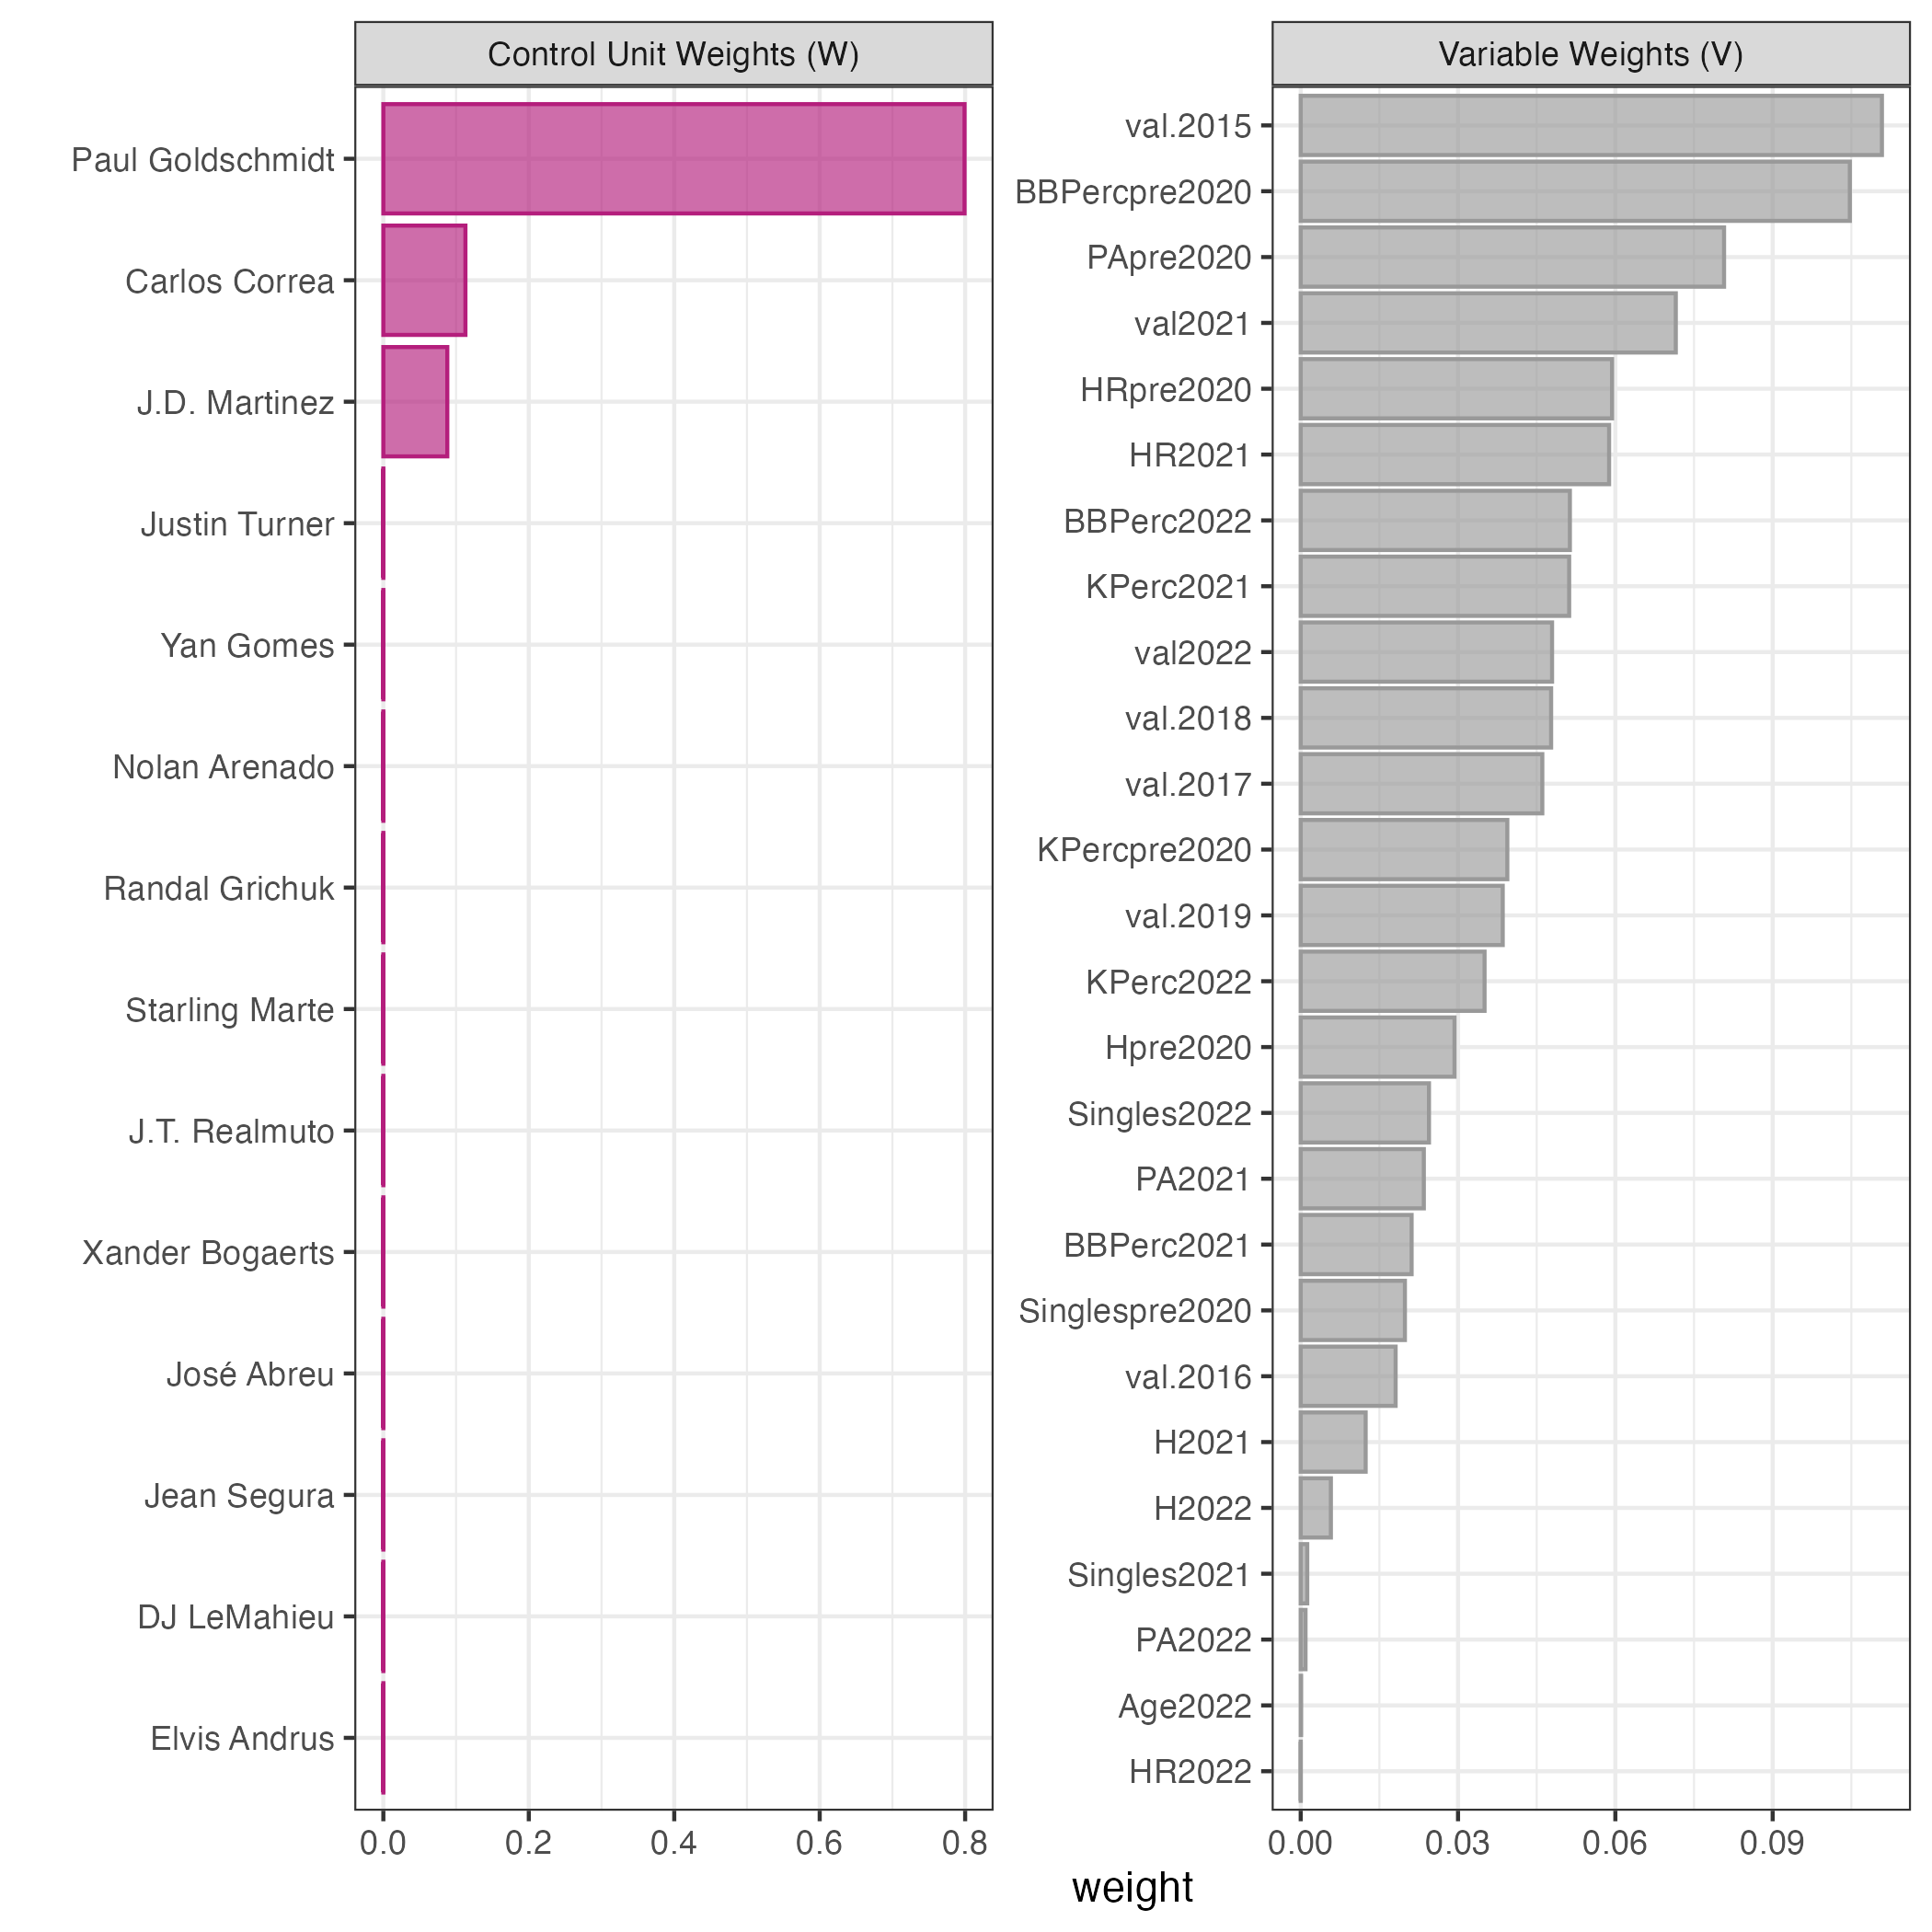 Control Unit Weights (W)
Paul Goldschmidt
Carlos Correa
J.D. Martinez
Justin Turner
Yan Gomes
Nolan Arenado
Randal Grichuk
Starling Marte
J.T. Realmuto
Xander Bogaerts
José Abreu
Jean Segura
DJ LeMahieu
Elvis Andrus
0.0 0.2 0.4 0.6 0.8
Variable Weights (V)
val.2015
BBPercpre2020
PApre2020
val2021
HRpre2020
HR2021
BBPerc2022
KPerc2021
val2022
val.2018
val.2017
KPercpre2020
val.2019
KPerc2022
Hpre2020
Singles2022
PA2021
BBPerc2021
Singlespre2020
val.2016
H2021
H2022
Singles2021
PA2022
Age2022
HR2022
0.00 0.03 0.06 0.09
weight